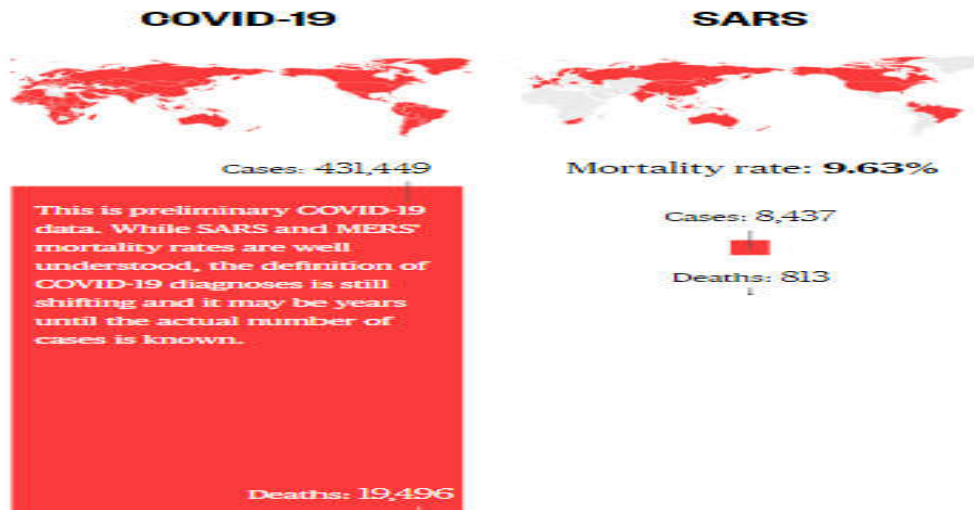 COVID-19
Cases: 431,449
This is preliminary COVID-19
data. While SARS and MERS'
mortality rates are well
understood, the definition of
COVID-19 diagnoses is still
shifting and it may be years
until the actual number of
cases is known.
Deaths: 19,496
SARS
Mortality rate: 9.63%
Cases: 8,437
Deaths: 813